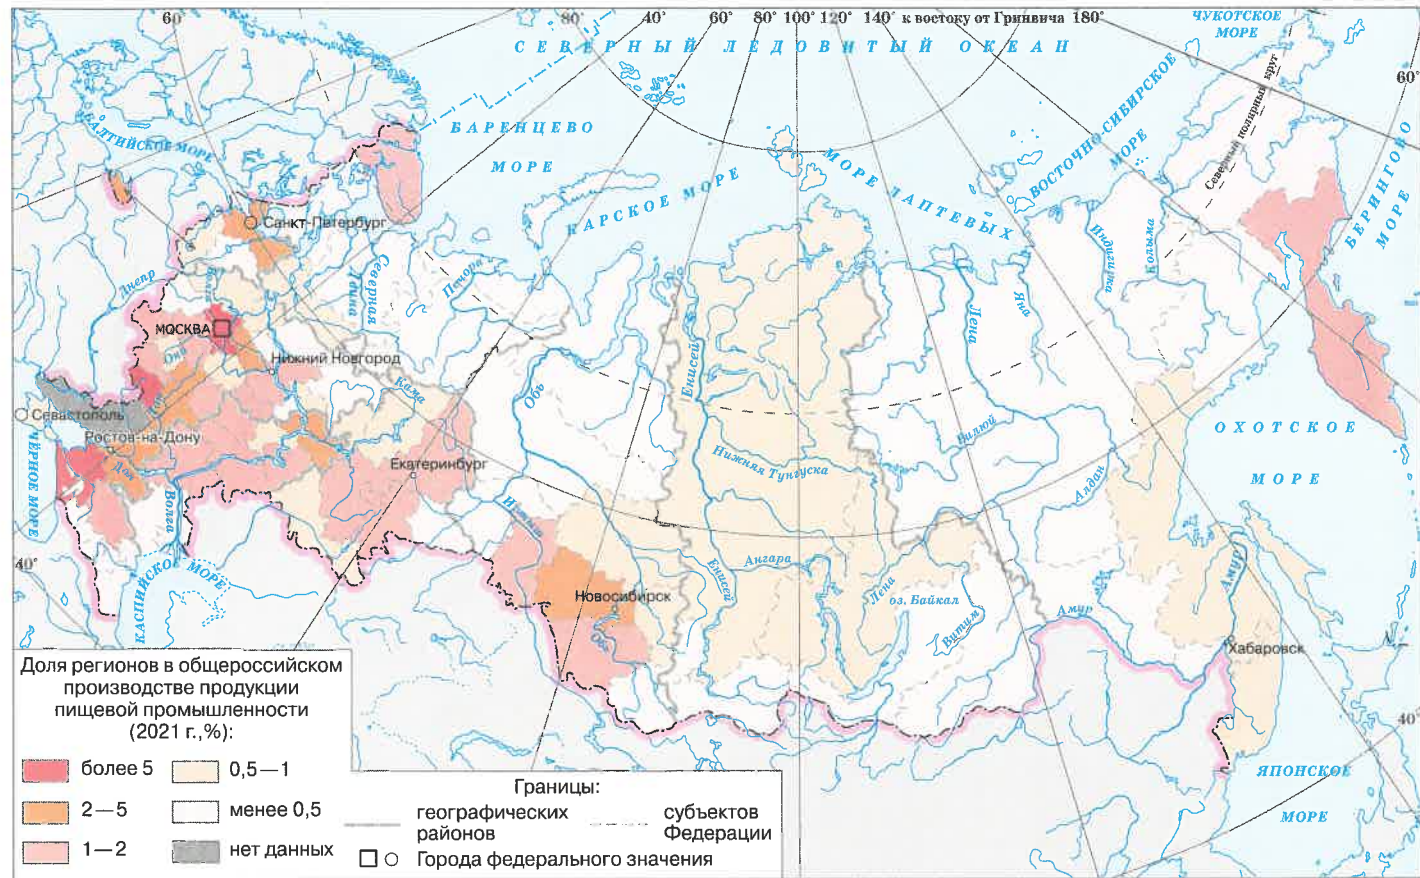 60
80°
40°
60°
80°
100°
120°
140°
к востоку от Гринвича
180°
ЧУКОТСКОЕ
МОРЕ
СЕВЕРНЫЙ ЛЕДОВИТЫЙ ОКЕАН
60°
Северный полярный круг
БАЛТИЙСКОЕ МОРЕ
БАРЕНЦЕВО
МОРЕ
КАРСКОЕ МОРЕ
МОРЕ ЛАПТЕВЫХ
ВОСТОЧНО-СИБИРСКОЕ
МОРЕ
БЕРИНГОВО
МОРЕ
Санкт-Петербург
Днепр
Северная
Двина
Печора
Индигирка
Колыма
Яна
Лена
МОСКВА
Ока
Нижний Новгород
Кама
Обь
Енисей
Севастополь
Ростов-на-Дону
Дон
Волга
Екатеринбург
Иртыш
Нижняя Тунгуска
Вилюй
Алдан
ОХОТСКОЕ
МОРЕ
ЧЁРНОЕ МОРЕ
40°
КАСПИЙСКОЕ МОРЕ
Новосибирск
Обь
Енисей
Ангара
Лена
оз. Байкал
Витим
Амур
Амур
Хабаровск
40°
ЯПОНСКОЕ
МОРЕ
Доля регионов в общероссийском
производстве продукции
пищевой промышленности
(2021 г.,%):
более 5
0,5—1
2—5
менее 0,5
1—2
нет данных
Границы:
географических
районов
субъектов
Федерации
Города федерального значения